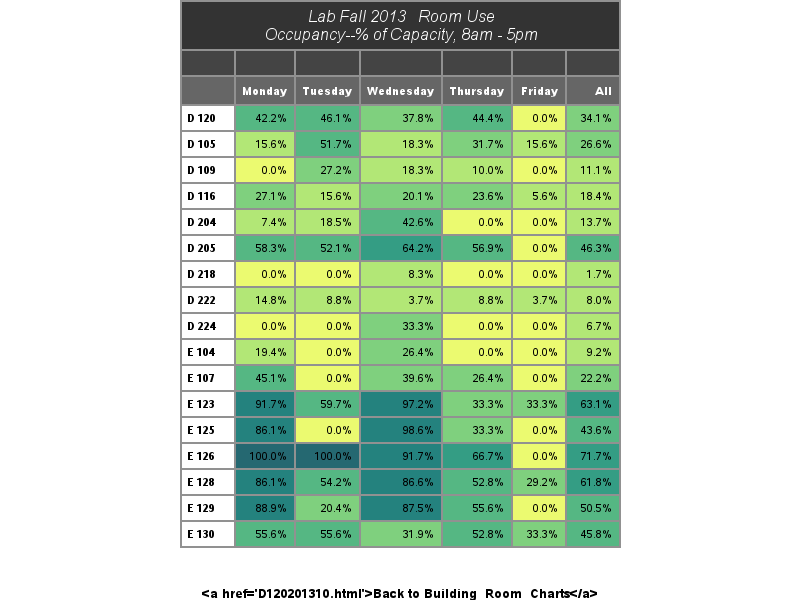 Lab Fall 2013 Room Use
Occupancy--% of Capacity, 8am - 5pm
Monday Tuesday Wednesday Thursday Friday All
D 120 42.2% 46.1% 37.8% 44.4% 0.0% 34.1%
D 105 15.6% 51.7% 18.3% 31.7% 15.6% 26.6%
D 109 0.0% 27.2% 18.3% 10.0% 0.0% 11.1%
D 116 27.1% 15.6% 20.1% 23.6% 5.6% 18.4%
D 204 7.4% 18.5% 42.6% 0.0% 0.0% 13.7%
D 205 58.3% 52.1% 64.2% 56.9% 0.0% 46.3%
D 218 0.0% 0.0% 8.3% 0.0% 0.0% 1.7%
D 222 14.8% 8.8% 3.7% 8.8% 3.7% 8.0%
D 224 0.0% 0.0% 33.3% 0.0% 0.0% 6.7%
E 104 19.4% 0.0% 26.4% 0.0% 0.0% 9.2%
E 107 45.1% 0.0% 39.6% 26.4% 0.0% 22.2%
E 123 91.7% 59.7% 97.2% 33.3% 33.3% 63.1%
E 125 86.1% 0.0% 98.6% 33.3% 0.0% 43.6%
E 126 100.0% 100.0% 91.7% 66.7% 0.0% 71.7%
E 128 86.1% 54.2% 86.6% 52.8% 29.2% 61.8%
E 129 88.9% 20.4% 87.5% 55.6% 0.0% 50.5%
E 130 55.6% 55.6% 31.9% 52.8% 33.3% 45.8%
<a href='D120201310.html'>Back to Building Room Charts</a>